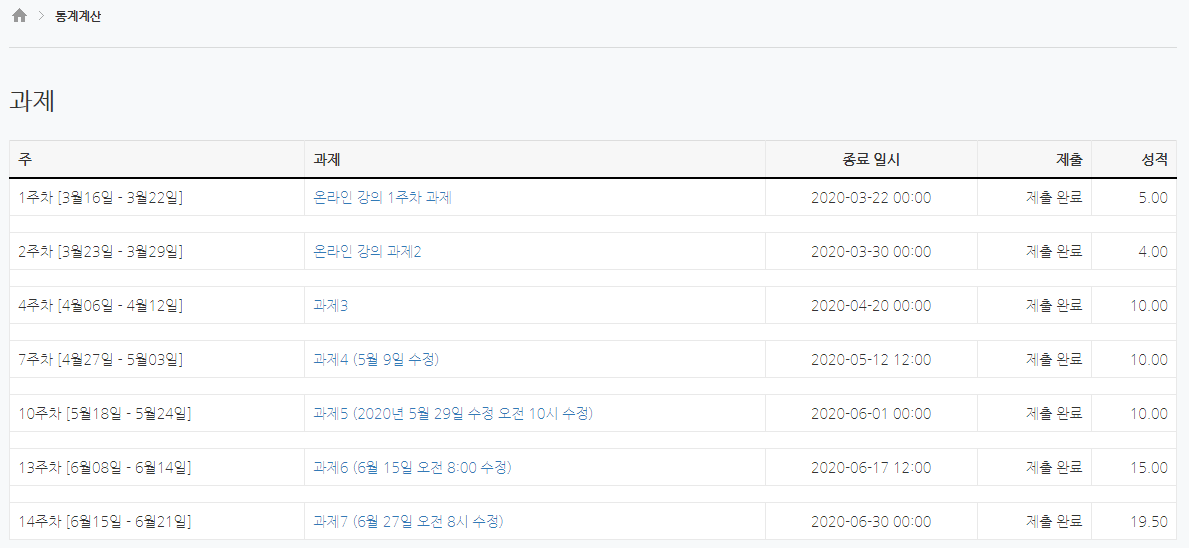 통계계산
과제
주 과제 종료 일시 제출 성적
1주차 [3월16일 - 3월22일] 온라인 강의 1주차 과제 2020-03-22 00:00 제출 완료 5.00
2주차 [3월23일 - 3월29일] 온라인 강의 과제2 2020-03-30 00:00 제출 완료 4.00
4주차 [4월06일 - 4월12일] 과제3 2020-04-20 00:00 제출 완료 10.00
7주차 [4월27일 - 5월03일] 과제4 (5월 9일 수정) 2020-05-12 12:00 제출 완료 10.00
10주차 [5월18일 - 5월24일] 과제5 (2020년 5월 29일 수정 오전 10시 수정) 2020-06-01 00:00 제출 완료 10.00
13주차 [6월08일 - 6월14일] 과제6 (6월 15일 오전 8:00 수정) 2020-06-17 12:00 제출 완료 15.00
14주차 [6월15일 - 6월21일] 과제7 (6월 27일 오전 8시 수정) 2020-06-30 00:00 제출 완료 19.50